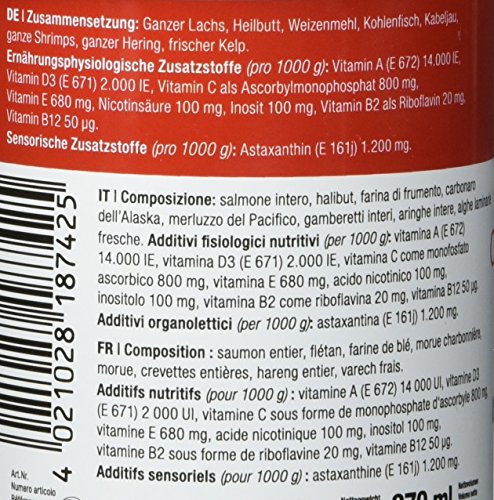 DE | Zusammensetzung: Ganzer Lachs, Heilbutt, Weizenmehl, Kohlenfisch, Kabeljau,
ganze Shrimps, ganzer Hering, frischer Kelp.
Ernährungsphysiologische Zusatzstoffe (pro 1000 g): Vitamin A (E 672) 14.000 IE,
Vitamin D3 (E 671) 2.000 IE, Vitamin C als Ascorbylmonophosphat 800 mg,
Vitamin E 680 mg, Nicotinsäure 100 mg, Inosit 100 mg, Vitamin B2 als Riboflavin 20 mg,
Vitamin B12 50 µg.
Sensorische Zusatzstoffe (pro 1000 g): Astaxanthin (E 161j) 1.200 mg.
IT | Composizione: salmone intero, halibut, farina di frumento, carbonaro
dell'Alaska, merluzzo del Pacifico, gamberetti interi, aringhe intere, alghe laminarie
fresche. Additivi fisiologici nutritivi (per 1000 g): vitamina A (E 672)
14.000 IE, vitamina D3 (E 671) 2.000 IE, vitamina C come monofosfato
ascorbico 800 mg, vitamina E 680 mg, acido nicotinico 100 mg,
inositolo 100 mg, vitamina B2 come riboflavina 20 mg, vitamina B12 50 µg.
Additivi organolettici (per 1000 g): astaxantina (E 161j) 1.200 mg.
FR | Composition : saumon entier, flétan, farine de blé, morue charbonnière,
morue, crevettes entières, hareng entier, varech frais.
Additifs nutritifs (pour 1000 g) : vitamine A (E 672) 14 000 UI, vitamine D3
(E 671) 2 000 UI, vitamine C sous forme de monophosphate d'ascorbyle 800 mg,
vitamine E 680 mg, acide nicotinique 100 mg, inositol 100 mg,
vitamine B2 sous forme de riboflavine 20 mg, vitamine B12 50 µg.
Additifs sensoriels (pour 1000 g) : astaxanthine (E 161j) 1.200 mg.
4 021028 187425
Art.Nr.
Numero articolo
Nettogewicht
Nettovolumen